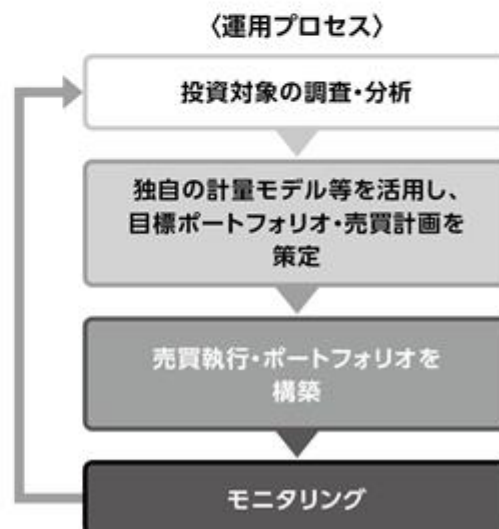 〈運用プロセス〉
投資対象の調査・分析
独自の計量モデル等を活用し、
目標ポートフォリオ・売買計画を
策定
売買執行・ポートフォリオを
構築
モニタリング